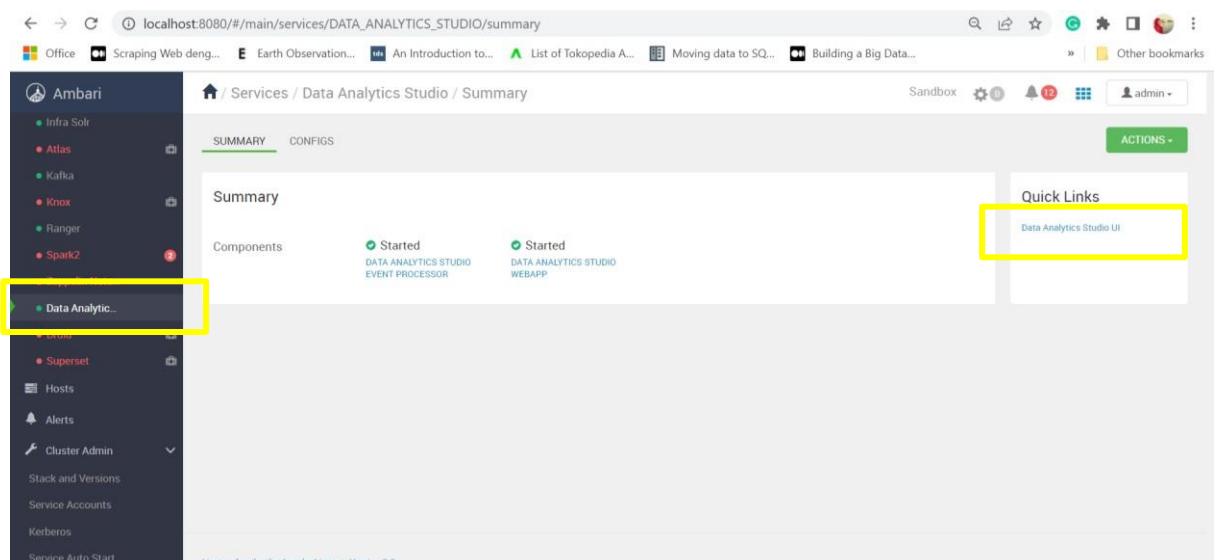 localhost:8080/#/main/services/DATA_ANALYTICS_STUDIO/summary
Office Scraping Web deng... E Earth Observation... tds An Introduction to... List of Tokopedia A... Moving data to SQ... Building a Big Data... » Other bookmarks
Ambari / Services / Data Analytics Studio / Summary Sandbox 0 12 admin
Infra Solr
Atlas
Kafka
Knox
Ranger
Spark2 2
Data Analytic...
Superset
Hosts
Alerts
Cluster Admin
Stack and Versions
Service Accounts
Kerberos
Service Auto Start
SUMMARY CONFIGS ACTIONS
Summary
Components
Started
DATA ANALYTICS STUDIO
EVENT PROCESSOR
Started
DATA ANALYTICS STUDIO
WEBAPP
Quick Links
Data Analytics Studio UI